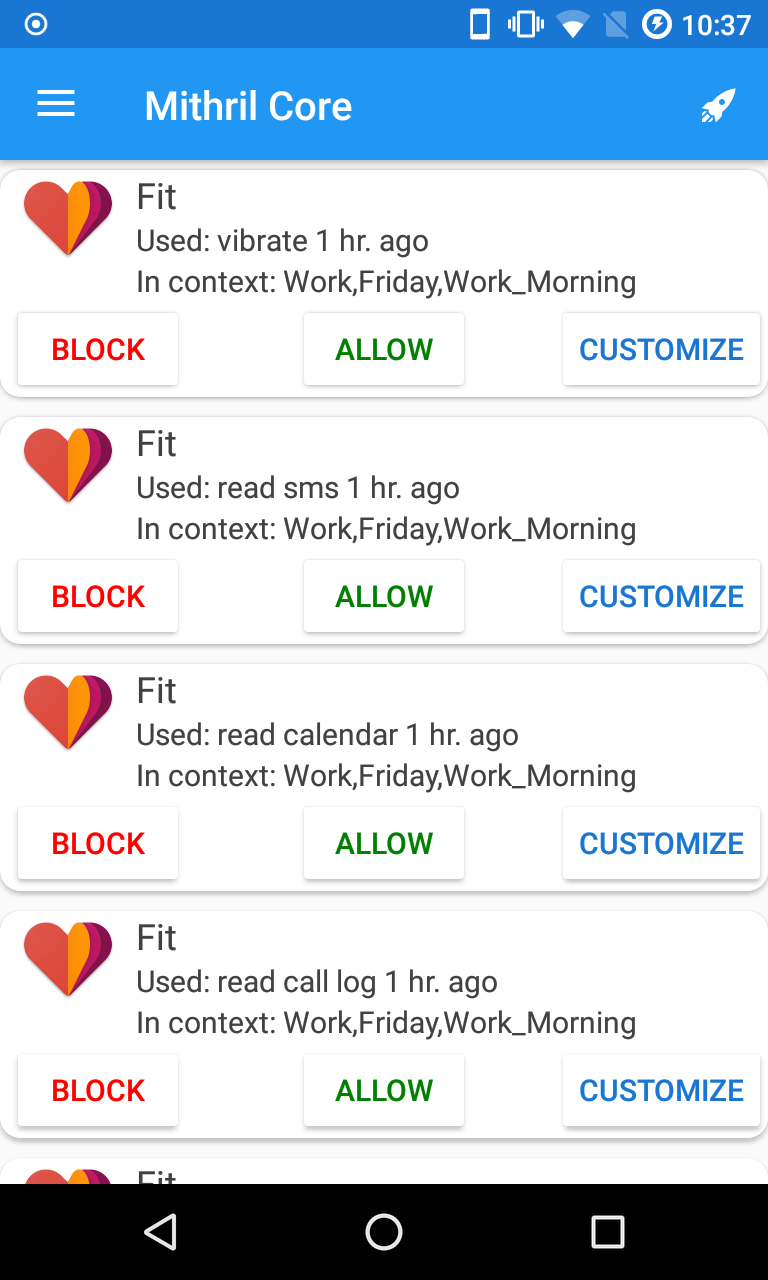 10:37
Mithril Core
Fit
Used: vibrate 1 hr. ago
In context: Work,Friday,Work_Morning
BLOCK ALLOW CUSTOMIZE
Fit
Used: read sms 1 hr. ago
In context: Work,Friday,Work_Morning
BLOCK ALLOW CUSTOMIZE
Fit
Used: read calendar 1 hr. ago
In context: Work,Friday,Work_Morning
BLOCK ALLOW CUSTOMIZE
Fit
Used: read call log 1 hr. ago
In context: Work,Friday,Work_Morning
BLOCK ALLOW CUSTOMIZE
Fit